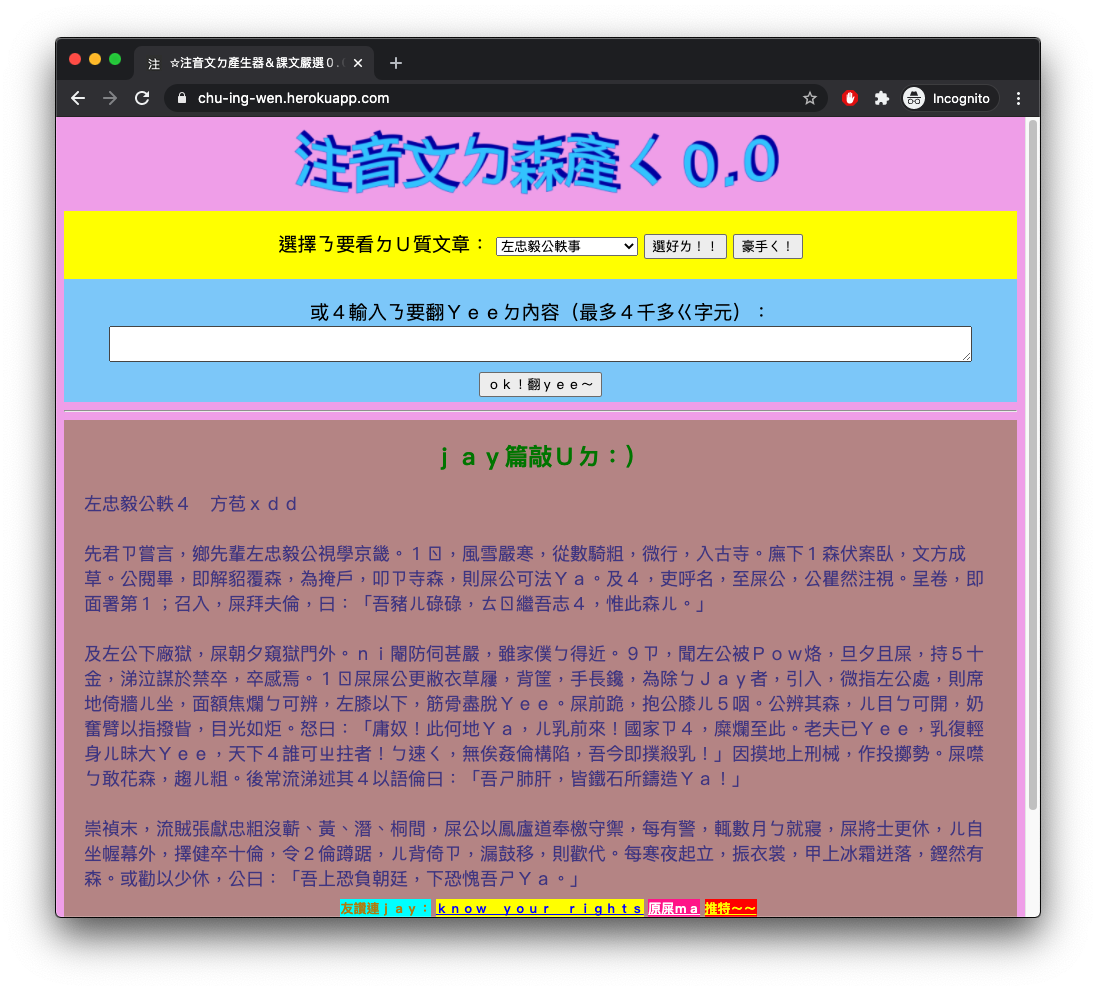 注 ☆注音文ㄉ產生器＆課文嚴選０.
chu-ing-wen.herokuapp.com
Incognito
注音文ㄉ森產ㄑ０.０
選擇ㄋ要看ㄉＵ質文章： 左忠毅公軼事 選好ㄌ！！ 豪手ㄑ！
或４輸入ㄋ要翻Ｙｅｅㄉ內容（最多４千多ㄍ字元）：
ｏｋ！翻ｙｅｅ～
ｊａｙ篇敲Ｕㄉ：）
左忠毅公軼４　方苞ｘｄｄ
先君ㄗ嘗言，鄉先輩左忠毅公視學京畿。１ㄖ，風雪嚴寒，從數騎粗，微行，入古寺。廡下１森伏案臥，文方成
草。公閱畢，即解貂覆森，為掩戶，叩ㄗ寺森，則屎公可法Ｙａ。及４，吏呼名，至屎公，公瞿然注視。呈卷，即
面署第１；召入，屎拜夫倫，曰：「吾豬ㄦ碌碌，ㄊㄖ繼吾志４，惟此森ㄦ。」
及左公下廠獄，屎朝夕窺獄門外。ｎｉ閹防伺甚嚴，雖家僕ㄅ得近。９ㄗ，聞左公被Ｐｏｗ烙，旦夕且屎，持５十
金，涕泣謀於禁卒，卒感焉。１ㄖ屎屎公更敝衣草屨，背筐，手長鑱，為除ㄅＪａｙ者，引入，微指左公處，則席
地倚牆ㄦ坐，面額焦爛ㄅ可辨，左膝以下，筋骨盡脫Ｙｅｅ。屎前跪，抱公膝ㄦ５咽。公辨其森，ㄦ目ㄅ可開，奶
奮臂以指撥眥，目光如炬。怒曰：「庸奴！此何地Ｙａ，ㄦ乳前來！國家ㄗ４，糜爛至此。老夫已Ｙｅｅ，乳復輕
身ㄦ昧大Ｙｅｅ，天下４誰可ㄓ拄者！ㄅ速ㄑ，無俟姦倫構陷，吾今即撲殺乳！」因摸地上刑械，作投擲勢。屎噤
ㄅ敢花森，趨ㄦ粗。後常流涕述其４以語倫曰：「吾ㄕ肺肝，皆鐵石所鑄造Ｙａ！」
崇禎末，流賊張獻忠粗沒蘄、黃、潛、桐間，屎公以鳳廬道奉檄守禦，每有警，輒數月ㄅ就寢，屎將士更休，ㄦ自
坐幄幕外，擇健卒十倫，令２倫蹲踞，ㄦ背倚ㄗ，漏鼓移，則歡代。每寒夜起立，振衣裳，甲上冰霜迸落，鏗然有
森。或勸以少休，公曰：「吾上恐負朝廷，下恐愧吾ㄕＹａ。」
友讚連ｊａｙ： ｋｎｏｗ　ｙｏｕｒ　ｒｉｇｈｔｓ 原屎ｍａ 推特～～